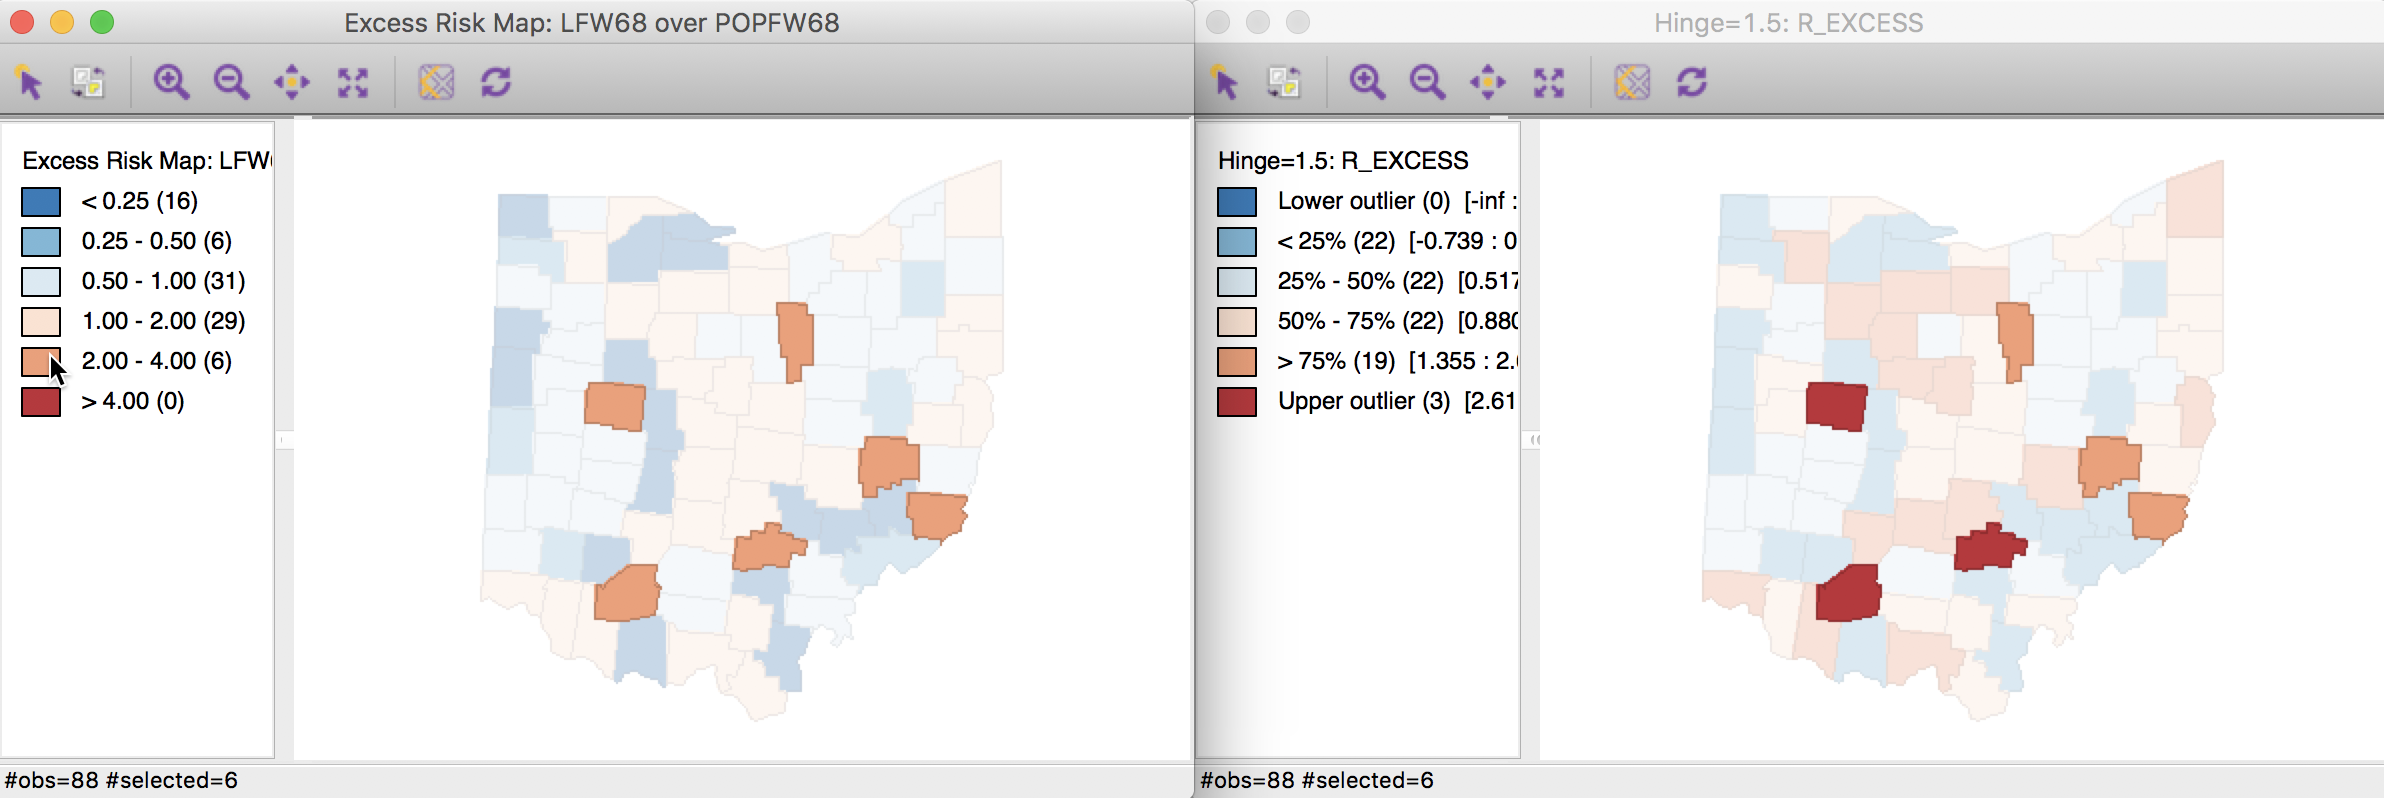 Excess Risk Map: LFW68 over POPFW68
Excess Risk Map: LFW
< 0.25 (16)
0.25 - 0.50 (6)
0.50 - 1.00 (31)
1.00 - 2.00 (29)
2.00 - 4.00 (6)
> 4.00 (0)
#obs=88 #selected=6
Hinge=1.5: R_EXCESS
Hinge=1.5: R_EXCESS
Lower outlier (0) [-inf :
< 25% (22) [-0.739 : 0
25% - 50% (22) [0.517
50% - 75% (22) [0.880
> 75% (19) [1.355 : 2.
Upper outlier (3) [2.61
#obs=88 #selected=6